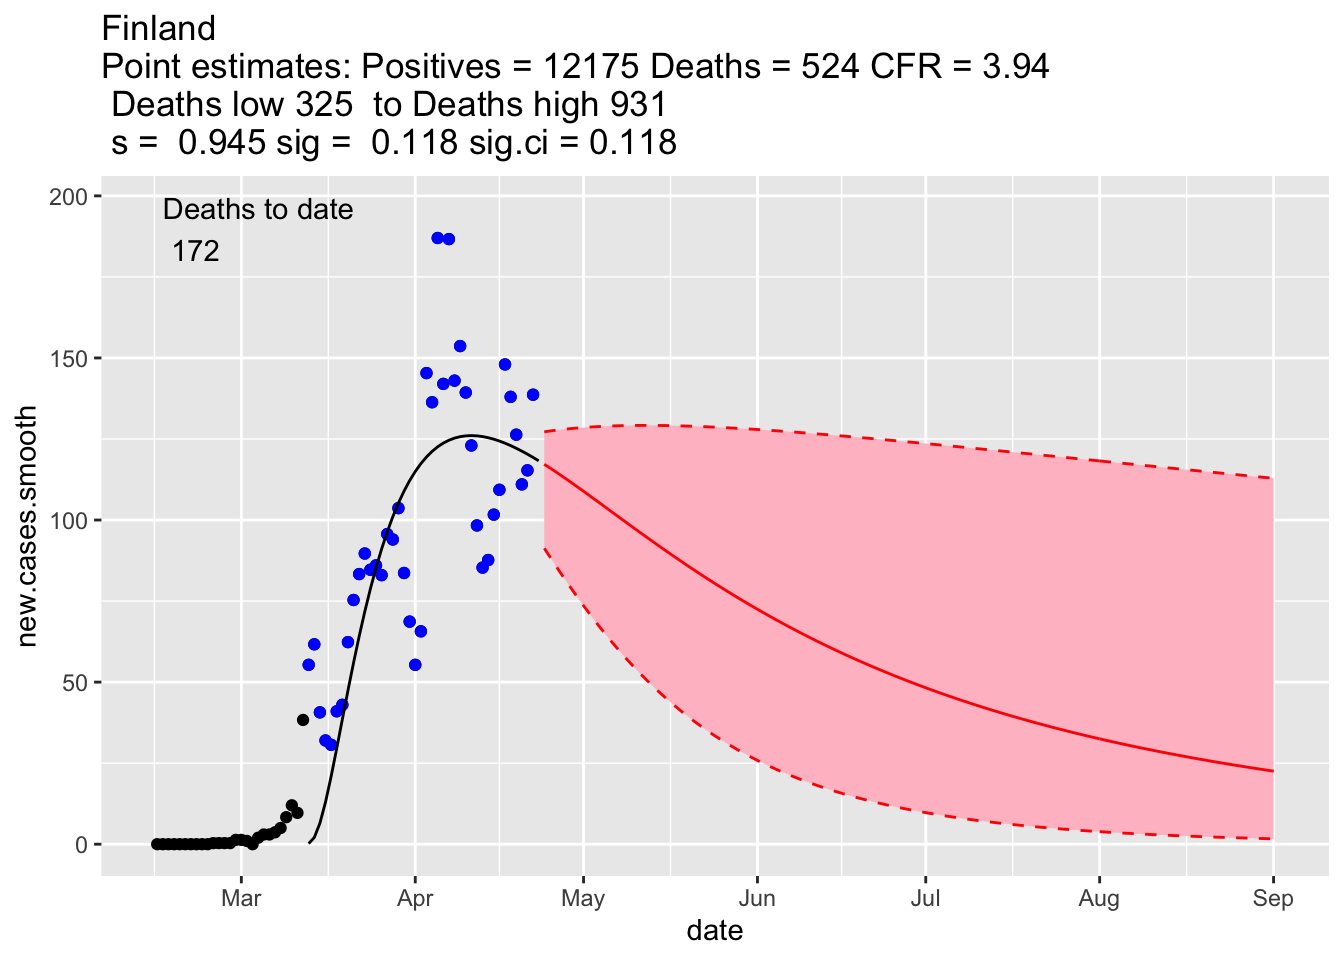 Finland
Point estimates: Positives = 12175 Deaths = 524 CFR = 3.94
Deaths low 325  to Deaths high 931
s =  0.945 sig =  0.118 sig.ci = 0.118
Deaths to date
172
200
150
100
50
0
new.cases.smooth
Mar Apr May Jun Jul Aug Sep
date